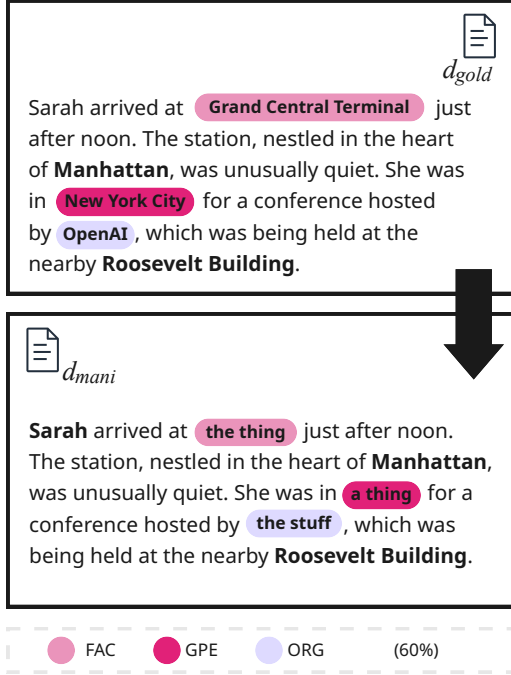 d_gold
Sarah arrived at Grand Central Terminal just
after noon. The station, nestled in the heart
of Manhattan, was unusually quiet. She was
in New York City for a conference hosted
by OpenAI, which was being held at the
nearby Roosevelt Building.
d_mani
Sarah arrived at the thing just after noon.
The station, nestled in the heart of Manhattan,
was unusually quiet. She was in a thing for a
conference hosted by the stuff, which was
being held at the nearby Roosevelt Building.
FAC GPE ORG (60%)